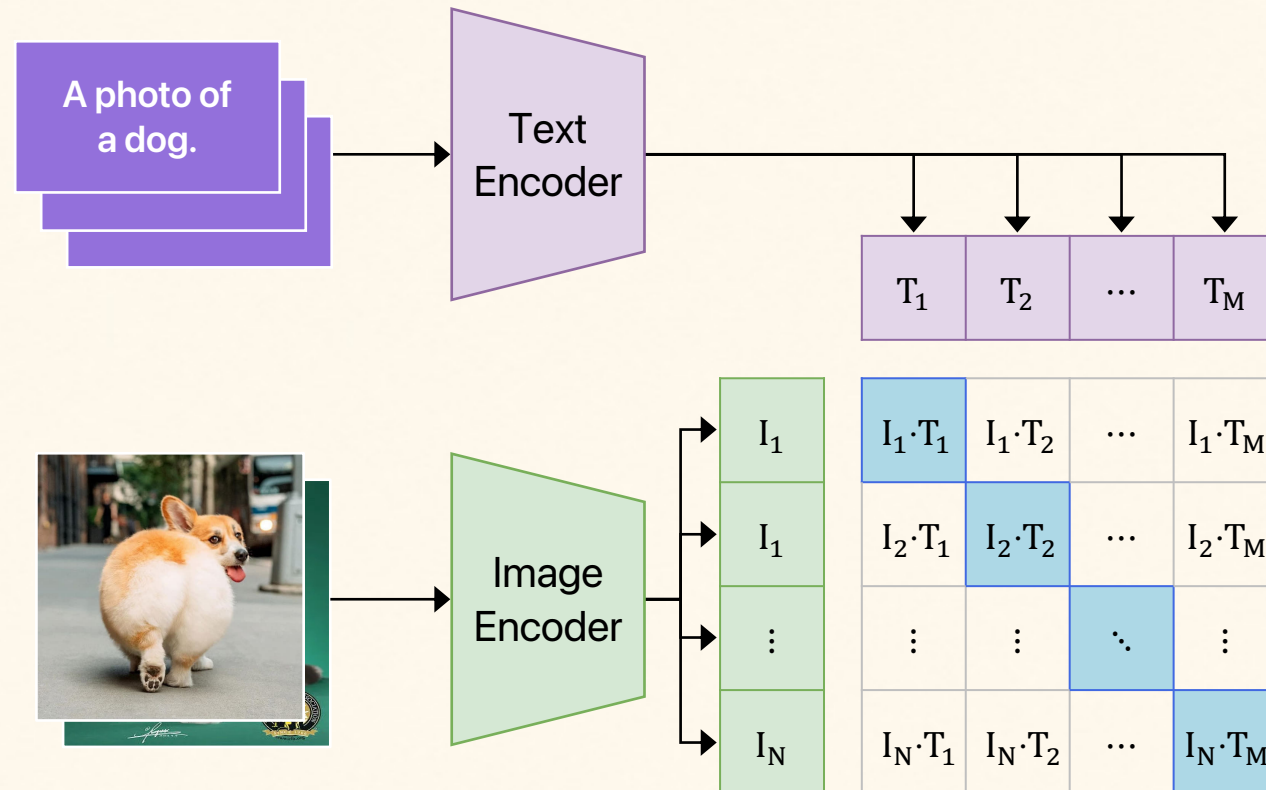 A photo of
a dog.
Text
Encoder
T₁ T₂ ⋯ T_M
Image
Encoder
I₁ I₁·T₁ I₁·T₂ ⋯ I₁·T_M
I₁ I₂·T₁ I₂·T₂ ⋯ I₂·T_M
⋮ ⋮ ⋮ ⋱ ⋮
I_N I_N·T₁ I_N·T₂ ⋯ I_N·T_M